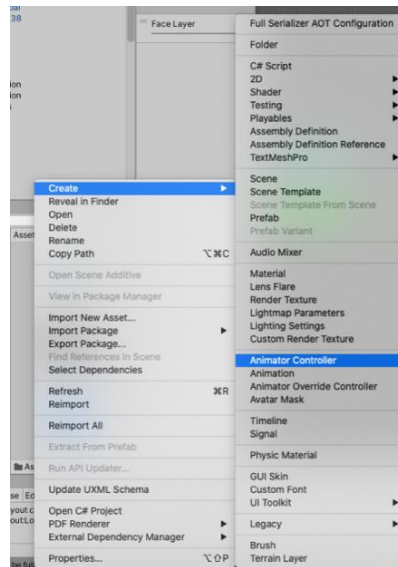 38
Face Layer
ion
ion
Asset
Create
Reveal in Finder
Open
Delete
Rename
Copy Path ⌥⌘C
Open Scene Additive
View in Package Manager
Import New Asset...
Import Package
Export Package...
Find References In Scene
Select Dependencies
Refresh ⌘R
Reimport
Reimport All
Extract From Prefab
Run API Updater...
Update UXML Schema
Open C# Project
PDF Renderer
External Dependency Manager
Properties... ⌥⇧P
Full Serializer AOT Configuration
Folder
C# Script
2D
Shader
Testing
Playables
Assembly Definition
Assembly Definition Reference
TextMeshPro
Scene
Scene Template
Scene Template From Scene
Prefab
Prefab Variant
Audio Mixer
Material
Lens Flare
Render Texture
Lightmap Parameters
Lighting Settings
Custom Render Texture
Animator Controller
Animation
Animator Override Controller
Avatar Mask
Timeline
Signal
Physic Material
GUI Skin
Custom Font
UI Toolkit
Legacy
Brush
Terrain Layer